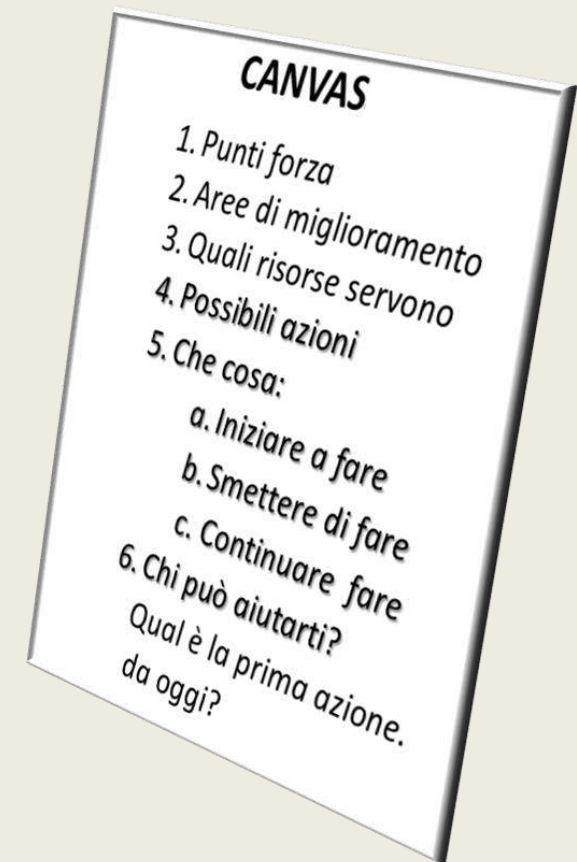 CANVAS
1. Punti forza
2. Aree di miglioramento
3. Quali risorse servono
4. Possibili azioni
5. Che cosa:
a. Iniziare a fare
b. Smettere di fare
c. Continuare fare
6. Chi può aiutarti?
Qual è la prima azione.
da oggi?